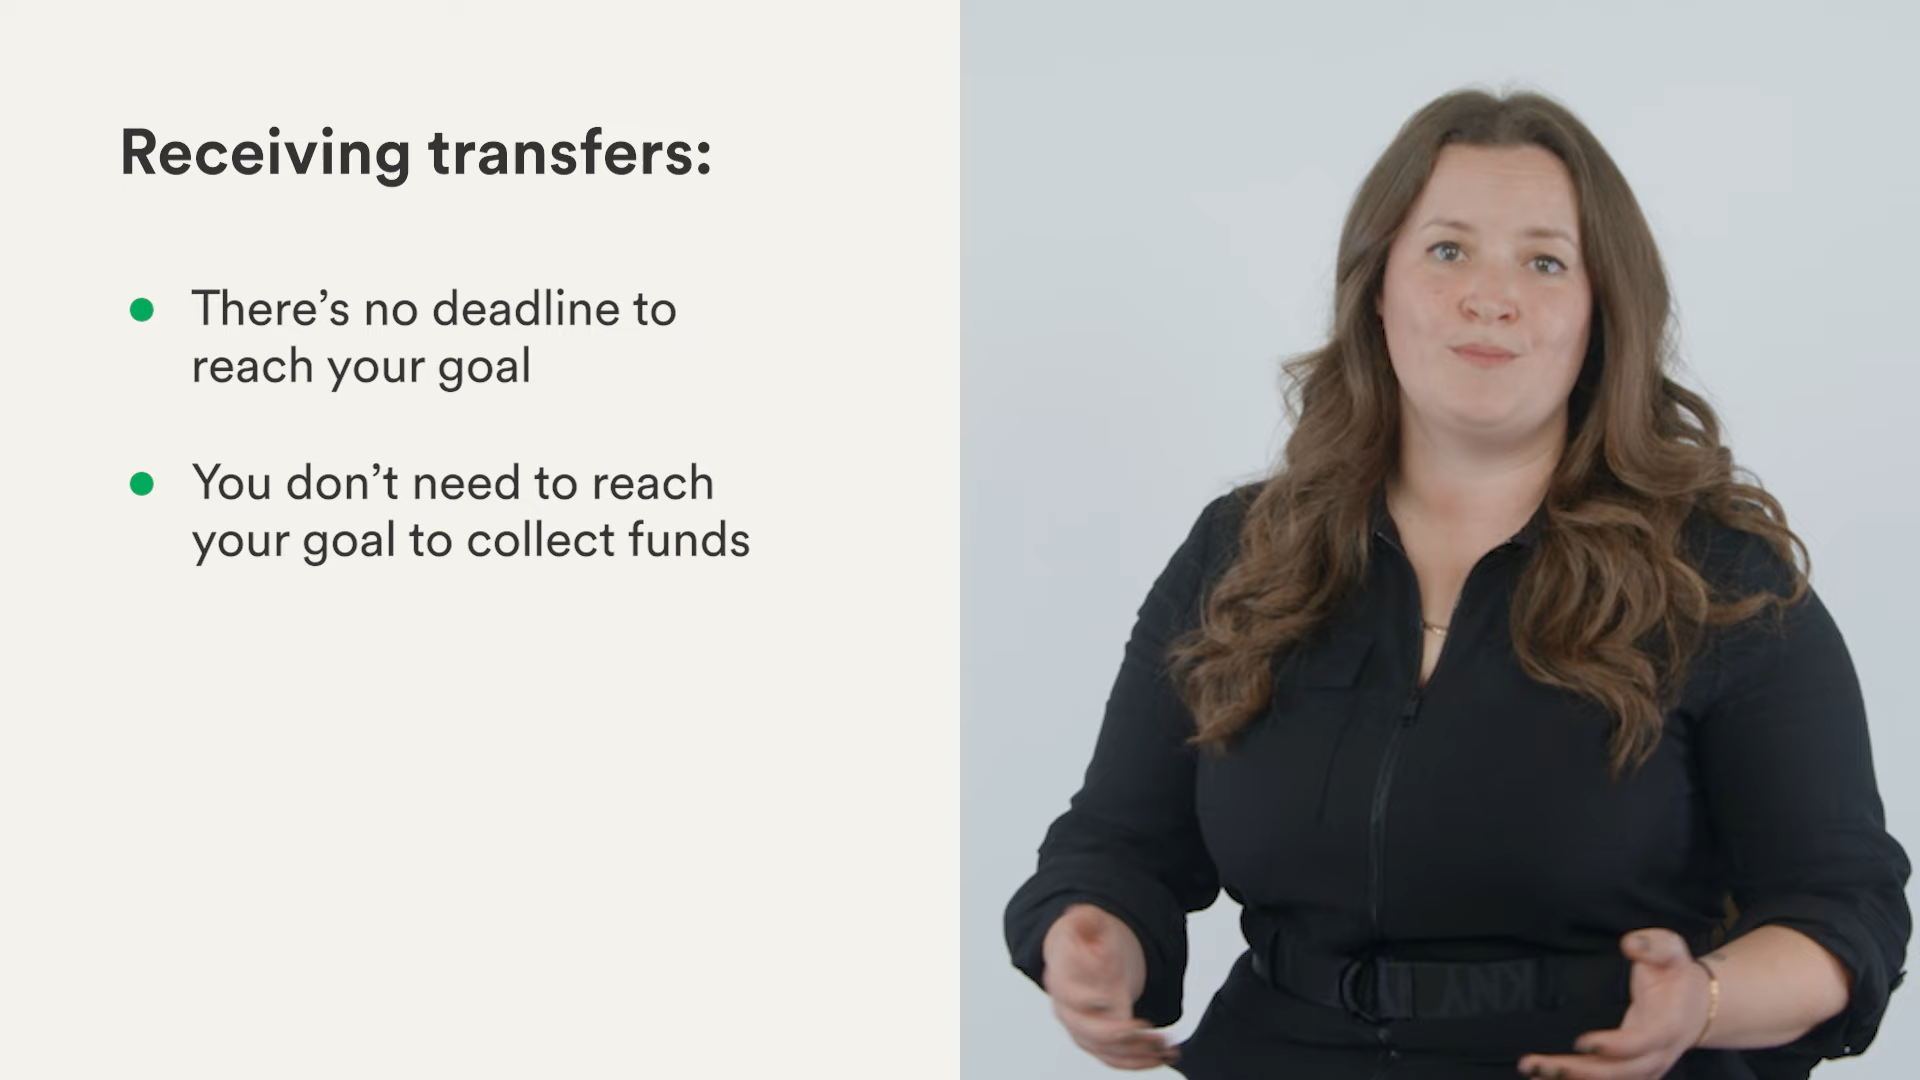 Receiving transfers:
There’s no deadline to
reach your goal
You don’t need to reach
your goal to collect funds